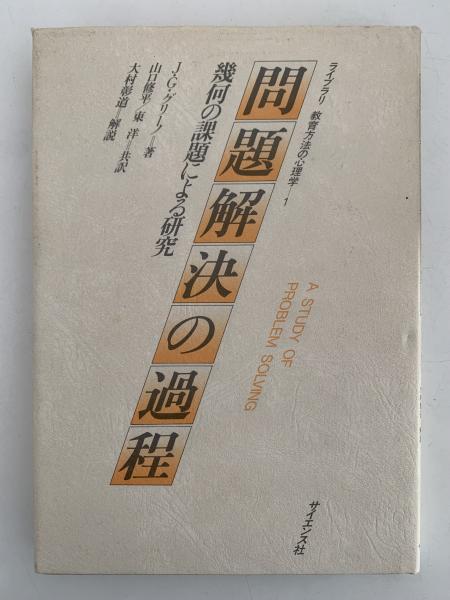 ライブラリ 教育方法の心理学―1
問題解決の過程
幾何の課題による研究
J・G・グリーノ―著
山口修平/東 洋=共訳
大村彰道=解説
A STUDY OF
PROBLEM SOLVING
サイエンス社